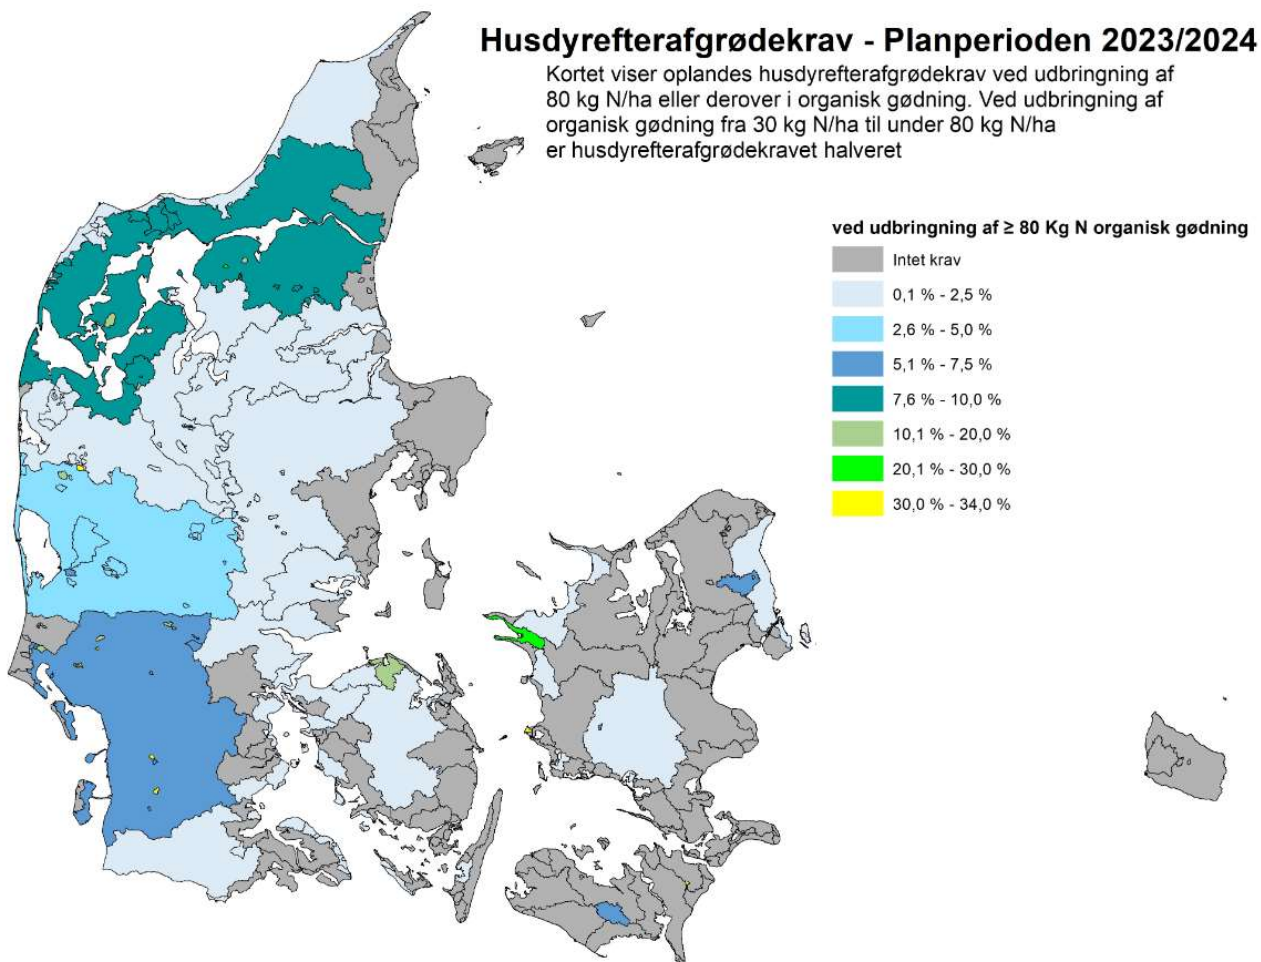 Husdyrefterafgrødekrav - Planperioden 2023/2024
Kortet viser oplandes husdyrefterafgrødekrav ved udbringning af
80 kg N/ha eller derover i organisk gødning. Ved udbringning af
organisk gødning fra 30 kg N/ha til under 80 kg N/ha
er husdyrefterafgrødekravet halveret
ved udbringning af ≥ 80 Kg N organisk gødning
Intet krav
0,1 % - 2,5 %
2,6 % - 5,0 %
5,1 % - 7,5 %
7,6 % - 10,0 %
10,1 % - 20,0 %
20,1 % - 30,0 %
30,0 % - 34,0 %